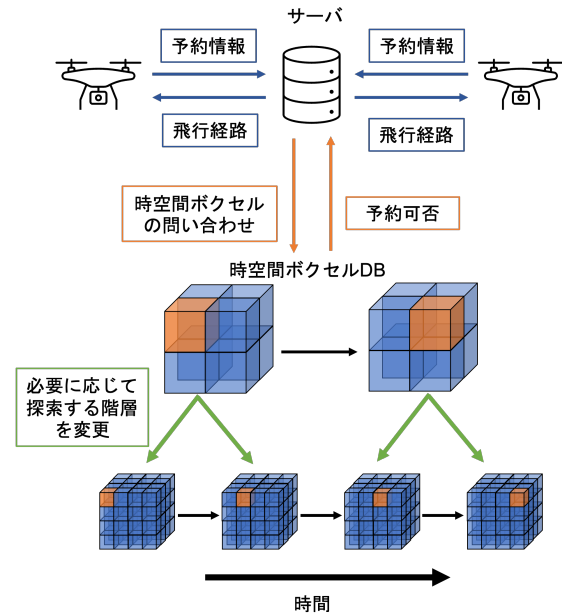 サーバ
予約情報
予約情報
飛行経路
飛行経路
時空間ボクセル
の問い合わせ
予約可否
時空間ボクセルDB
必要に応じて
探索する階層
を変更
時間